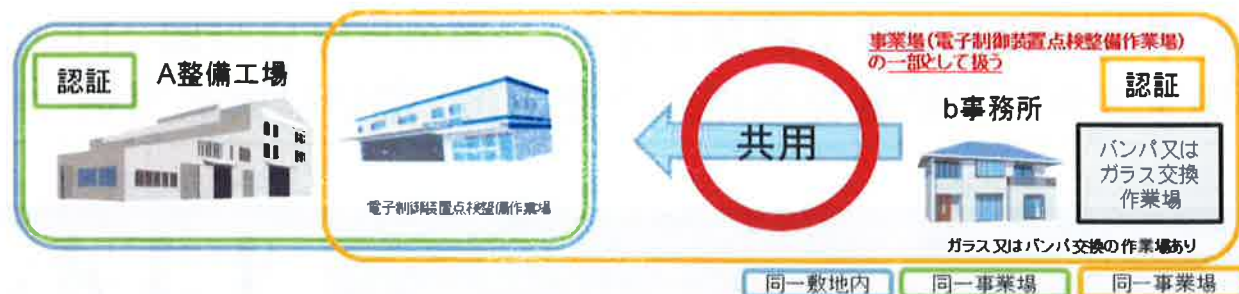 事業場(電子制御装置点検整備作業場)
の一部として扱う
認証
A整備工場
認証
b事務所
共用
バンパ又は
ガラス交換
作業場
電子制御装置点検整備作業場
ガラス又はバンパ交換の作業場あり
同一敷地内
同一事業場
同一事業場